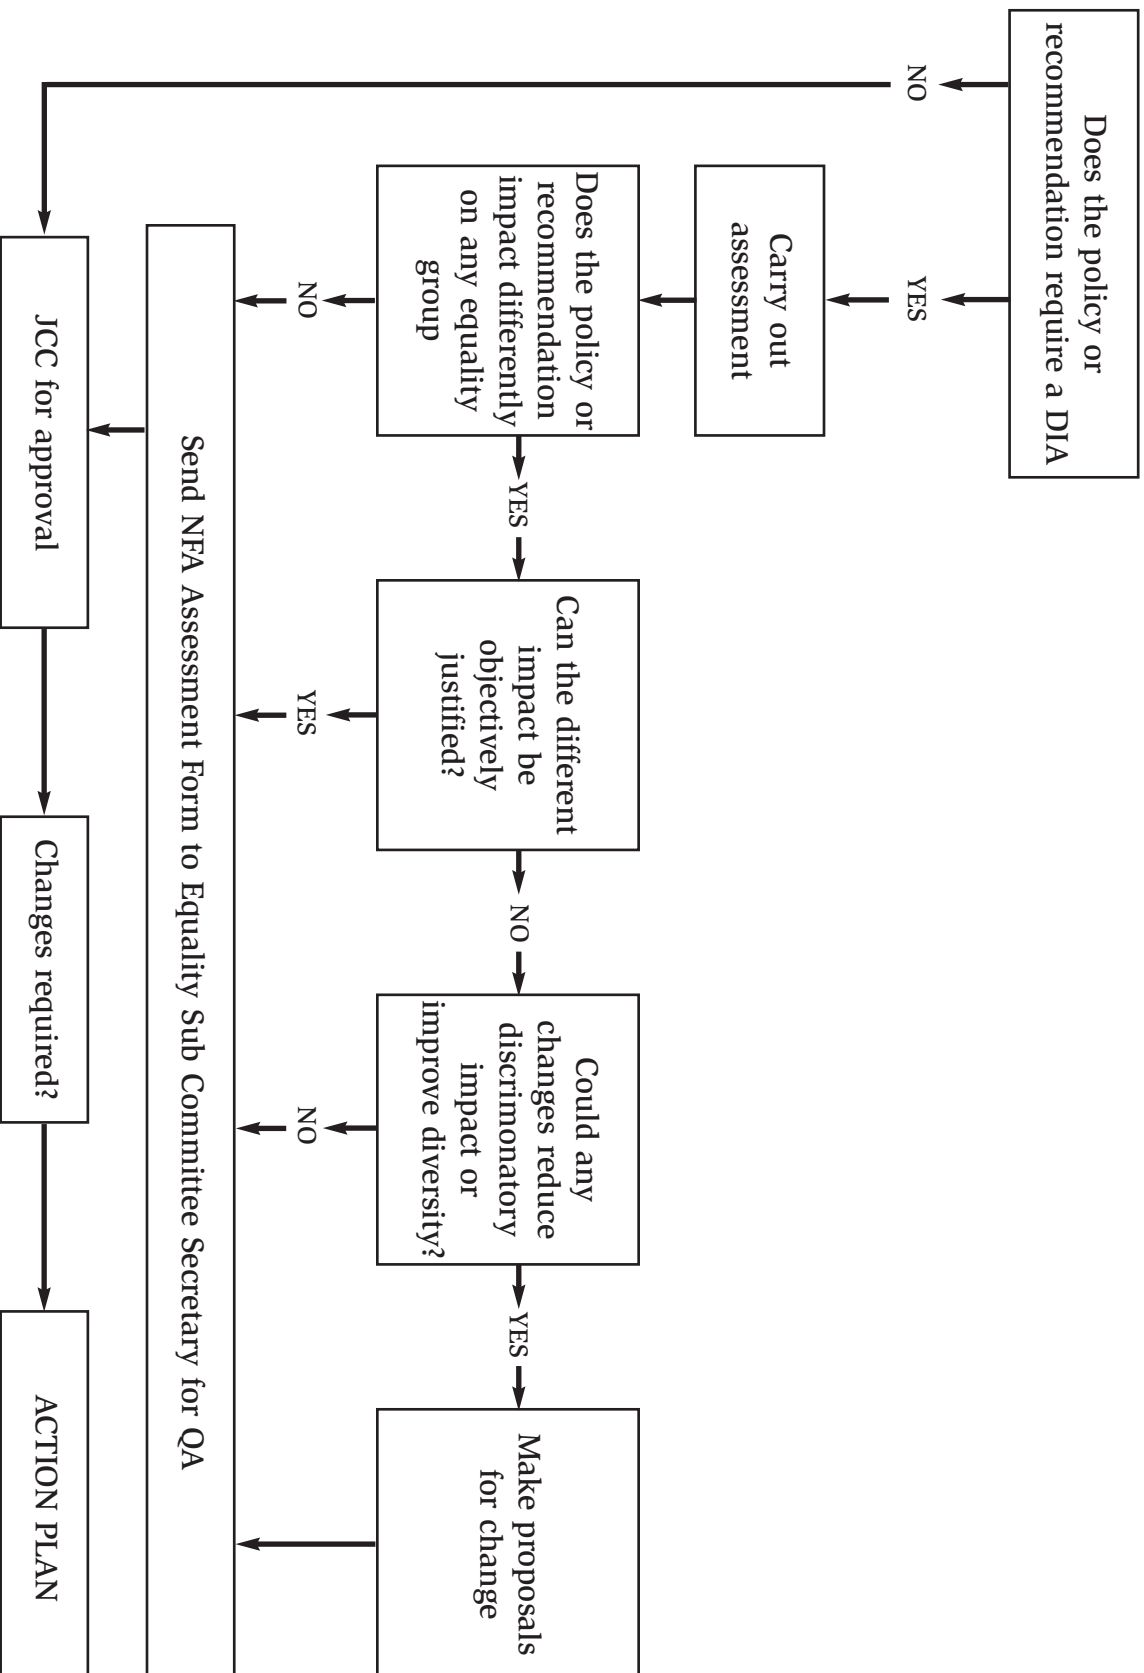 Does the policy or
recommendation require a DIA
NO
YES
Carry out
assessment
Does the policy or
recommendation
impact differently
on any equality
group
YES
Can the different
impact be
objectively
justified?
NO
Could any
changes reduce
discrimonatory
impact or
improve diversity?
YES
Make proposals
for change
NO
YES
NO
Send NFA Assessment Form to Equality Sub Committee Secretary for QA
JCC for approval
Changes required?
ACTION PLAN